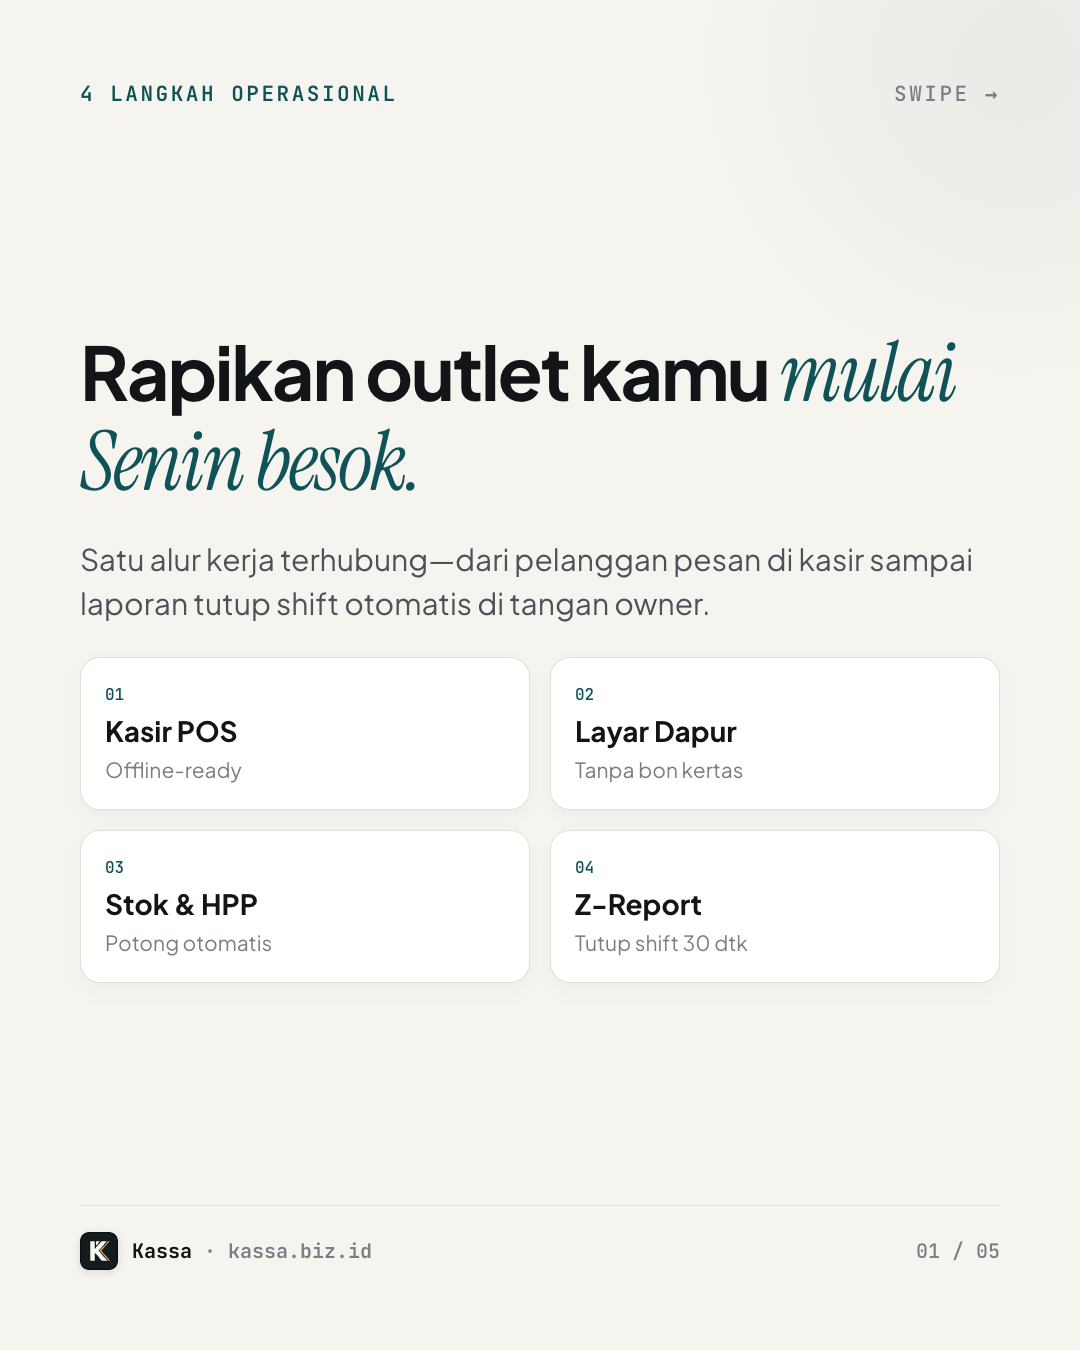 4 LANGKAH OPERASIONAL
SWIPE →
Rapikan outlet kamu mulai
Senin besok.
Satu alur kerja terhubung—dari pelanggan pesan di kasir sampai
laporan tutup shift otomatis di tangan owner.
01
Kasir POS
Offline-ready
02
Layar Dapur
Tanpa bon kertas
03
Stok & HPP
Potong otomatis
04
Z-Report
Tutup shift 30 dtk
K
Kassa · kassa.biz.id
01 / 05